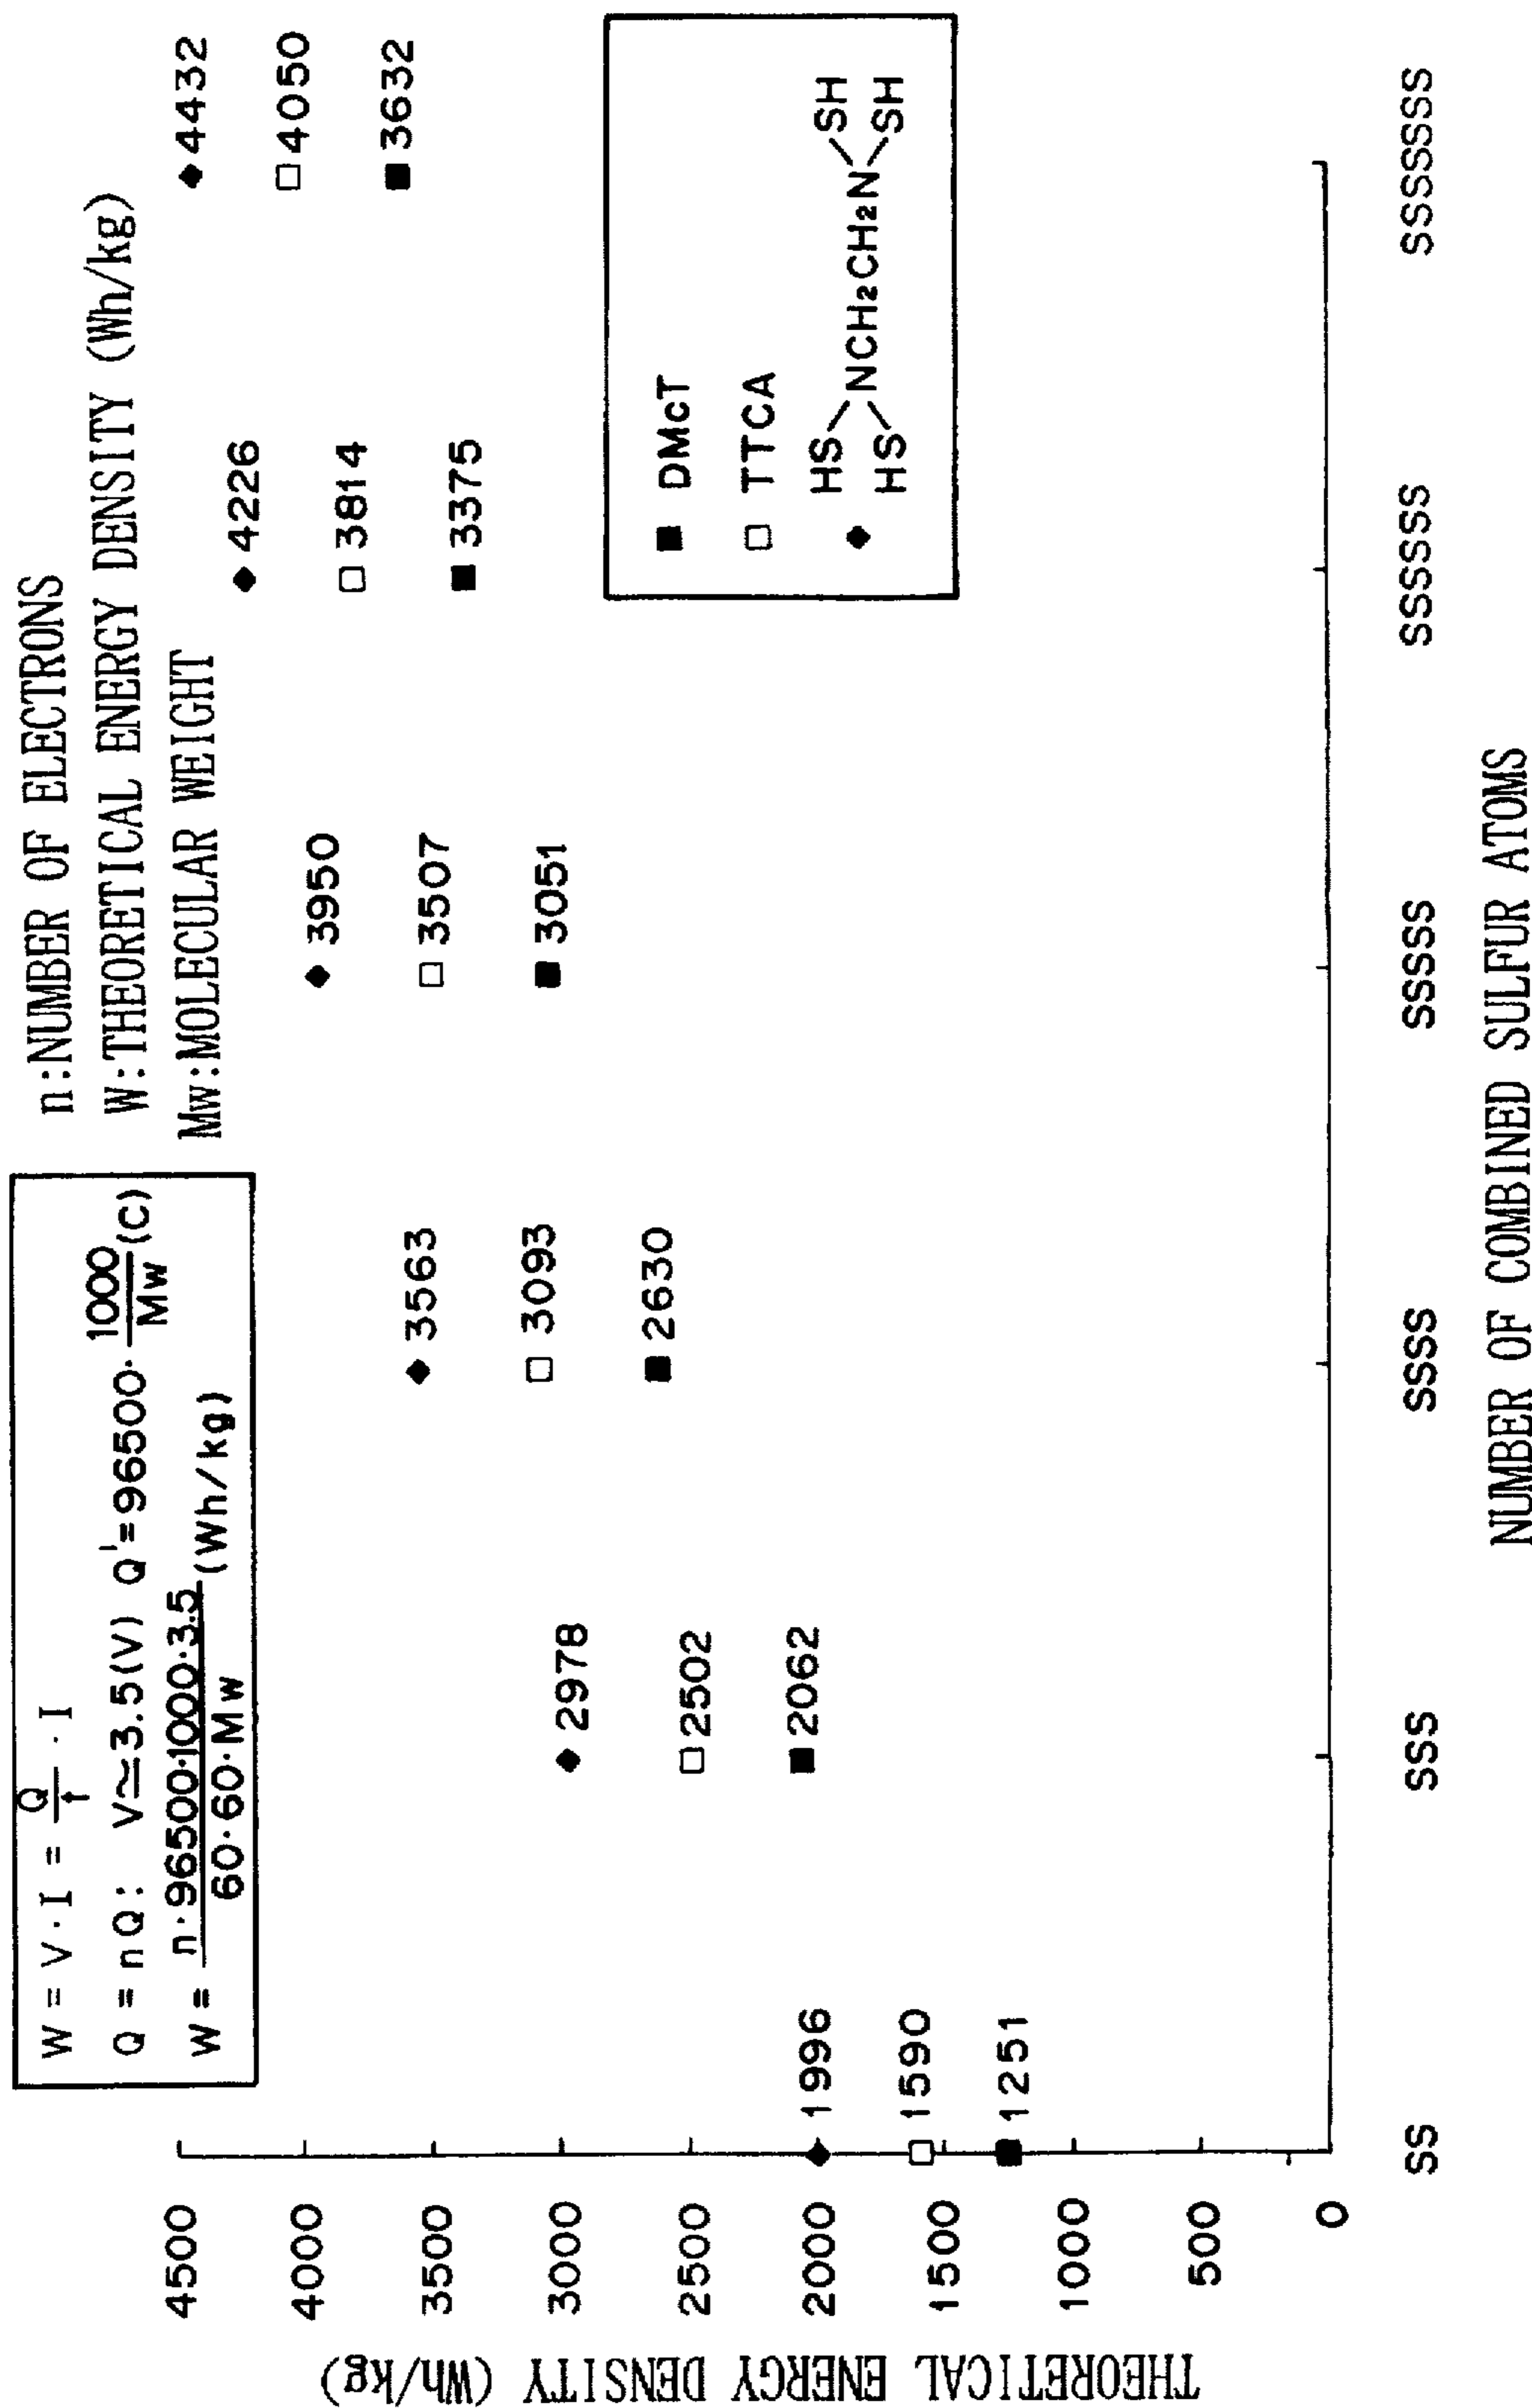 W = V · I = Q/t · I
Q = nQ: V≃3.5(V) Q'=96500· 1000/Mw (C)
W = n·96500·1000·3.5/60·60·Mw (Wh/kg)
n:NUMBER OF ELECTRONS
W:THEORETICAL ENERGY DENSITY (Wh/kg)
Mw:MOLECULAR WEIGHT
THEORETICAL ENERGY DENSITY (Wh/kg)
4500
4000
3500
3000
2500
2000
1500
1000
500
0
◆ 1996
□ 1590
■ 1251
◆ 2978
□ 2502
■ 2062
◆ 3563
□ 3093
■ 2630
◆ 3950
□ 3507
■ 3051
◆ 4226
□ 3814
■ 3375
◆ 4432
□ 4050
■ 3632
■ DMcT
□ TTCA
HS SH
◆ NCH₂CH₂N
HS SH
SS
SSS
SSSS
SSSSS
SSSSSS
SSSSSSS
NUMBER OF COMBINED SULFUR ATOMS